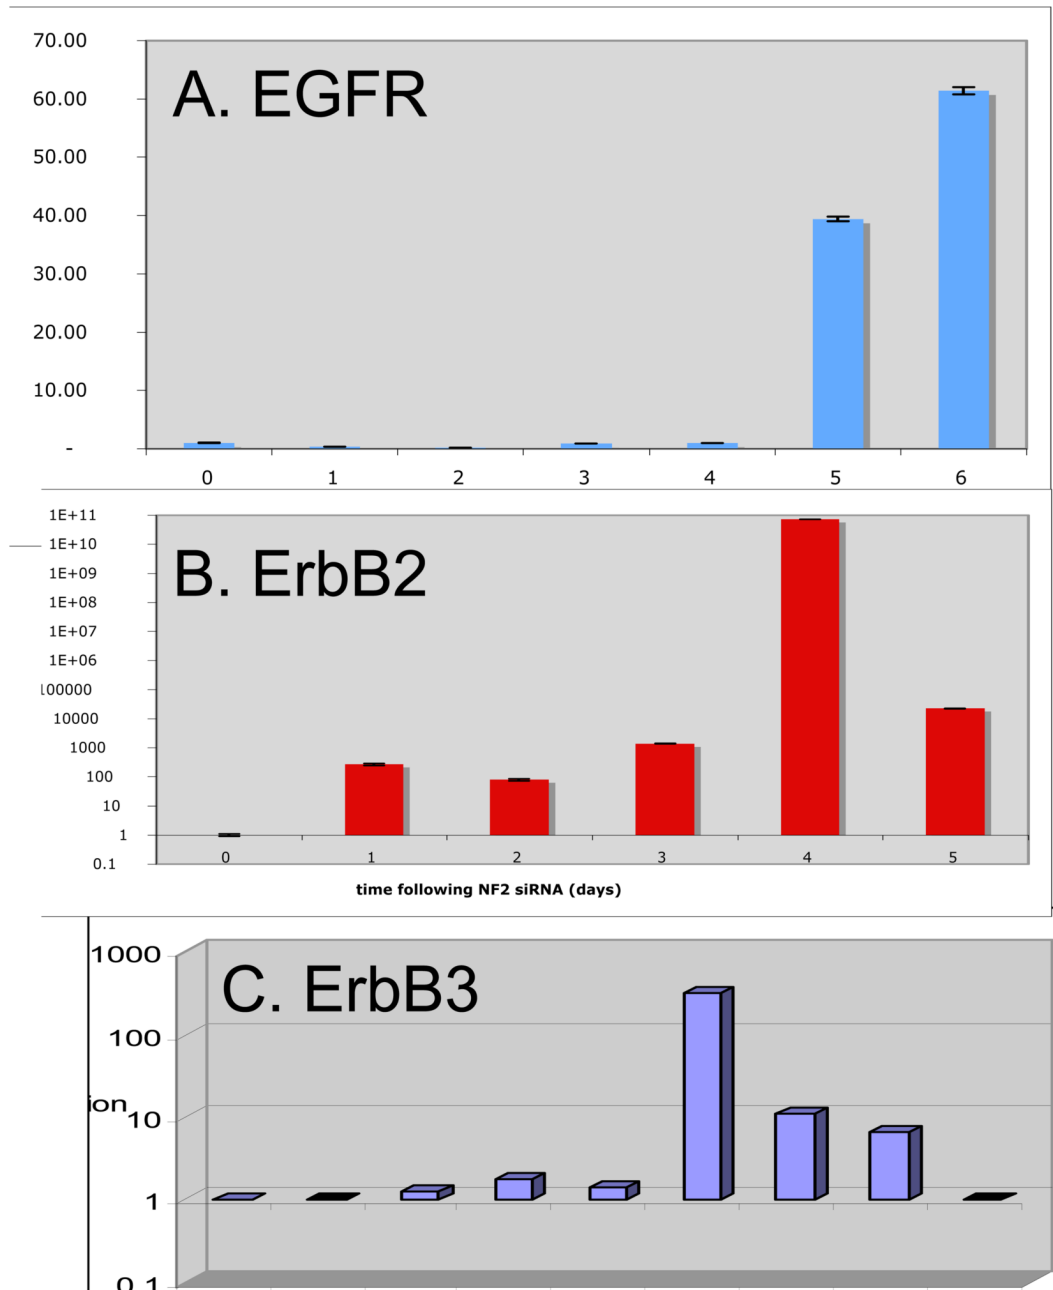 70.00
A. EGFR
60.00
50.00
40.00
30.00
20.00
10.00
-
0 1 2 3 4 5 6
1E+11
1E+10
B. ErbB2
1E+09
1E+08
1E+07
1E+06
100000
10000
1000
100
10
1
0.1
0 1 2 3 4 5
time following NF2 siRNA (days)
1000
C. ErbB3
100
ion
10
1
0.1